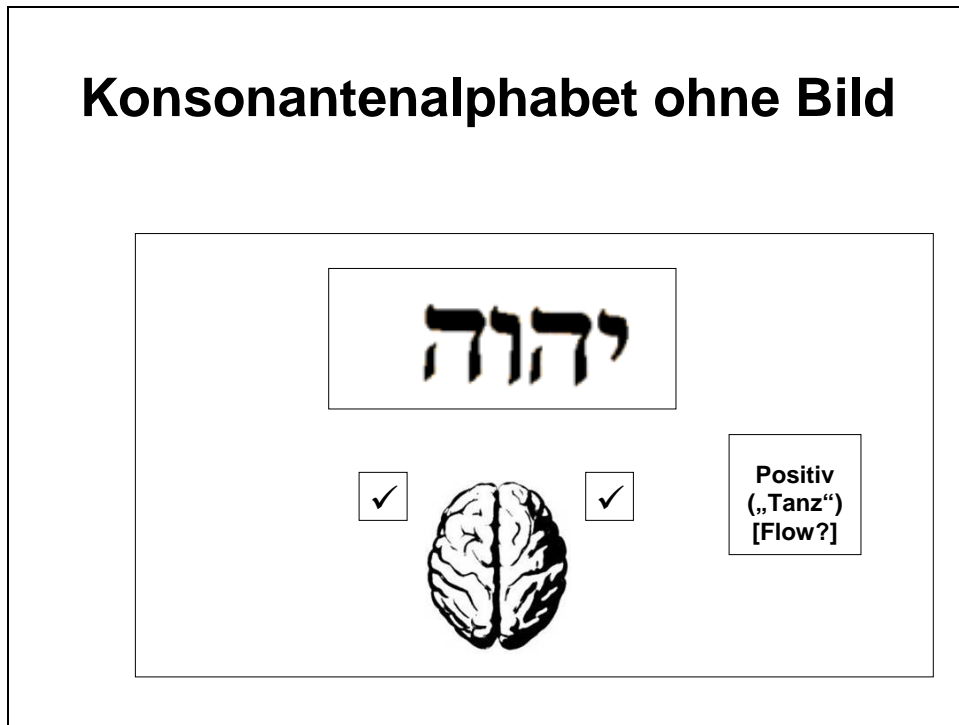 Konsonantenalphabet ohne Bild
יהוה
✓ ✓
Positiv
(„Tanz“)
[Flow?]